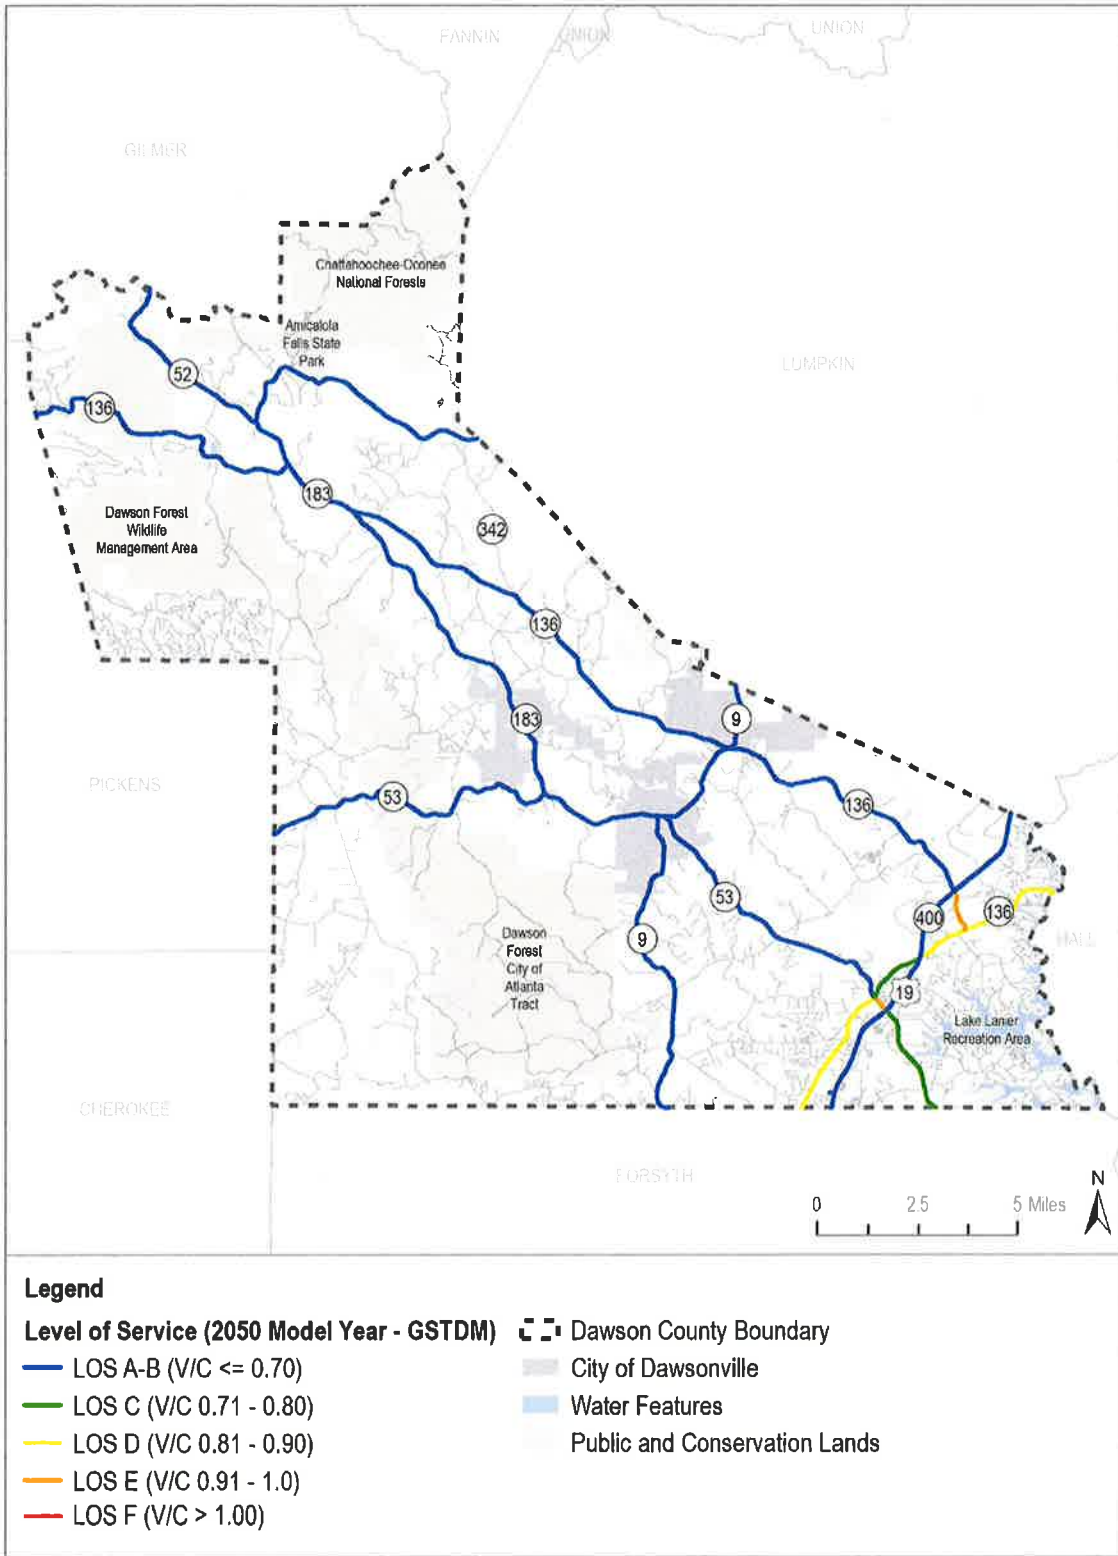 FANNIN
UNION
UNION
GILMER
Chattahoochee-Oconee
National Forests
Amicalola
Falls State
Park
LUMPKIN
52
136
183
Dawson Forest
Wildlife
Management Area
342
136
183
9
PICKENS
53
136
53
400
136
9
HALL
Dawson
Forest
City of
Atlanta
Tract
19
Lake Lanier
Recreation Area
CHEROKEE
FORSYTH
N
0 2.5 5 Miles
Legend
Level of Service (2050 Model Year - GSTDM)
LOS A-B (V/C <= 0.70)
LOS C (V/C 0.71 - 0.80)
LOS D (V/C 0.81 - 0.90)
LOS E (V/C 0.91 - 1.0)
LOS F (V/C > 1.00)
Dawson County Boundary
City of Dawsonville
Water Features
Public and Conservation Lands